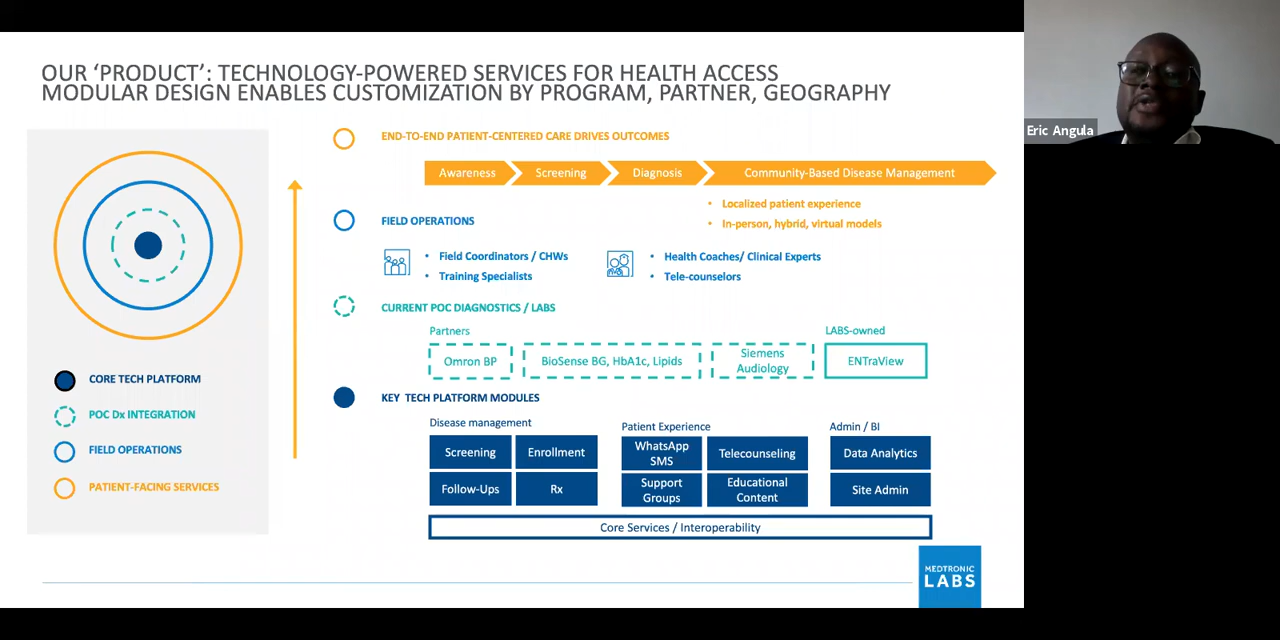 OUR ‘PRODUCT’: TECHNOLOGY-POWERED SERVICES FOR HEALTH ACCESS
MODULAR DESIGN ENABLES CUSTOMIZATION BY PROGRAM, PARTNER, GEOGRAPHY
CORE TECH PLATFORM
POC Dx INTEGRATION
FIELD OPERATIONS
PATIENT-FACING SERVICES
END-TO-END PATIENT-CENTERED CARE DRIVES OUTCOMES
Awareness
Screening
Diagnosis
Community-Based Disease Management
• Localized patient experience
• In-person, hybrid, virtual models
FIELD OPERATIONS
• Field Coordinators / CHWs
• Training Specialists
• Health Coaches/ Clinical Experts
• Tele-counselors
CURRENT POC DIAGNOSTICS / LABS
Partners
Omron BP
BioSense BG, HbA1c, Lipids
Siemens
Audiology
LABS-owned
ENTraView
KEY TECH PLATFORM MODULES
Disease management
Screening
Enrollment
Follow-Ups
Rx
Patient Experience
WhatsApp
SMS
Telecounseling
Support
Groups
Educational
Content
Admin / BI
Data Analytics
Site Admin
Core Services / Interoperability
MEDTRONIC
LABS
Eric Angula